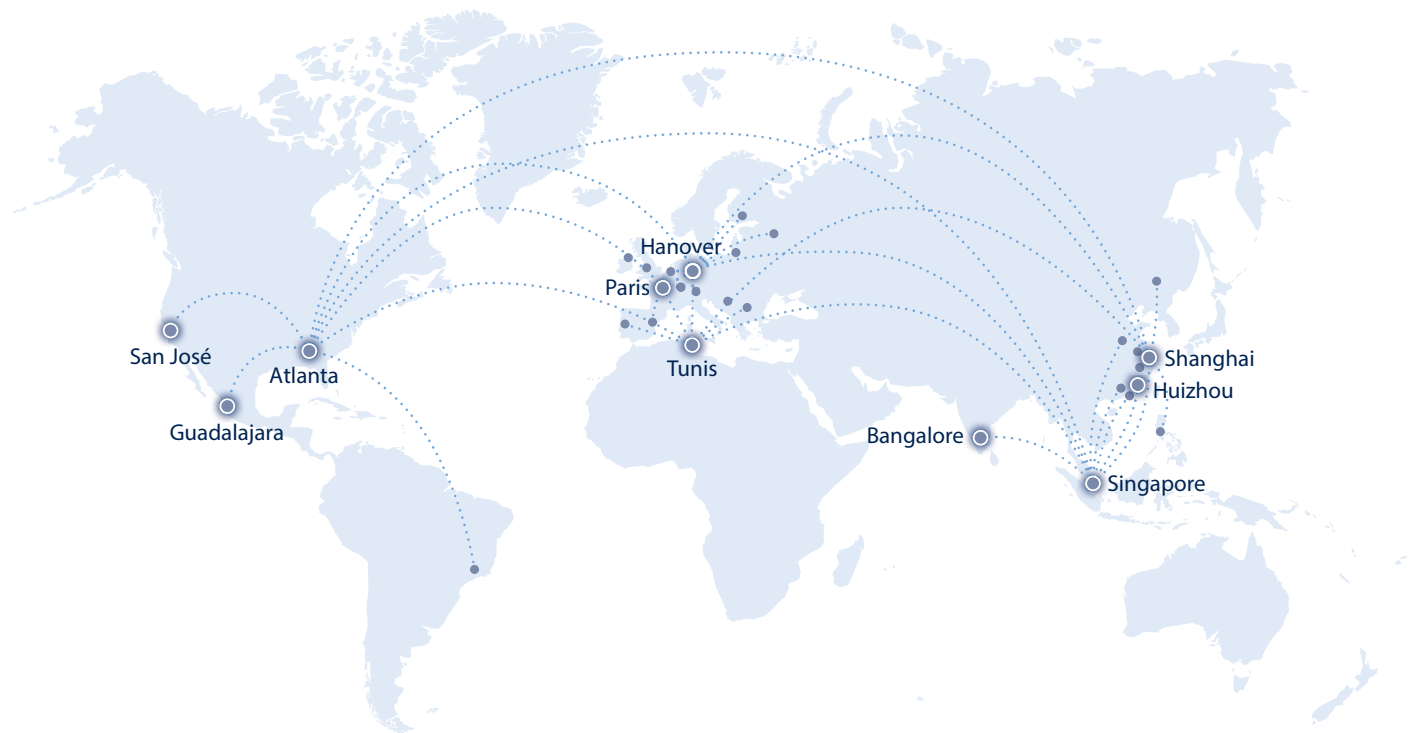 Hanover
Paris
San José
Atlanta
Tunis
Shanghai
Huizhou
Guadalajara
Bangalore
Singapore